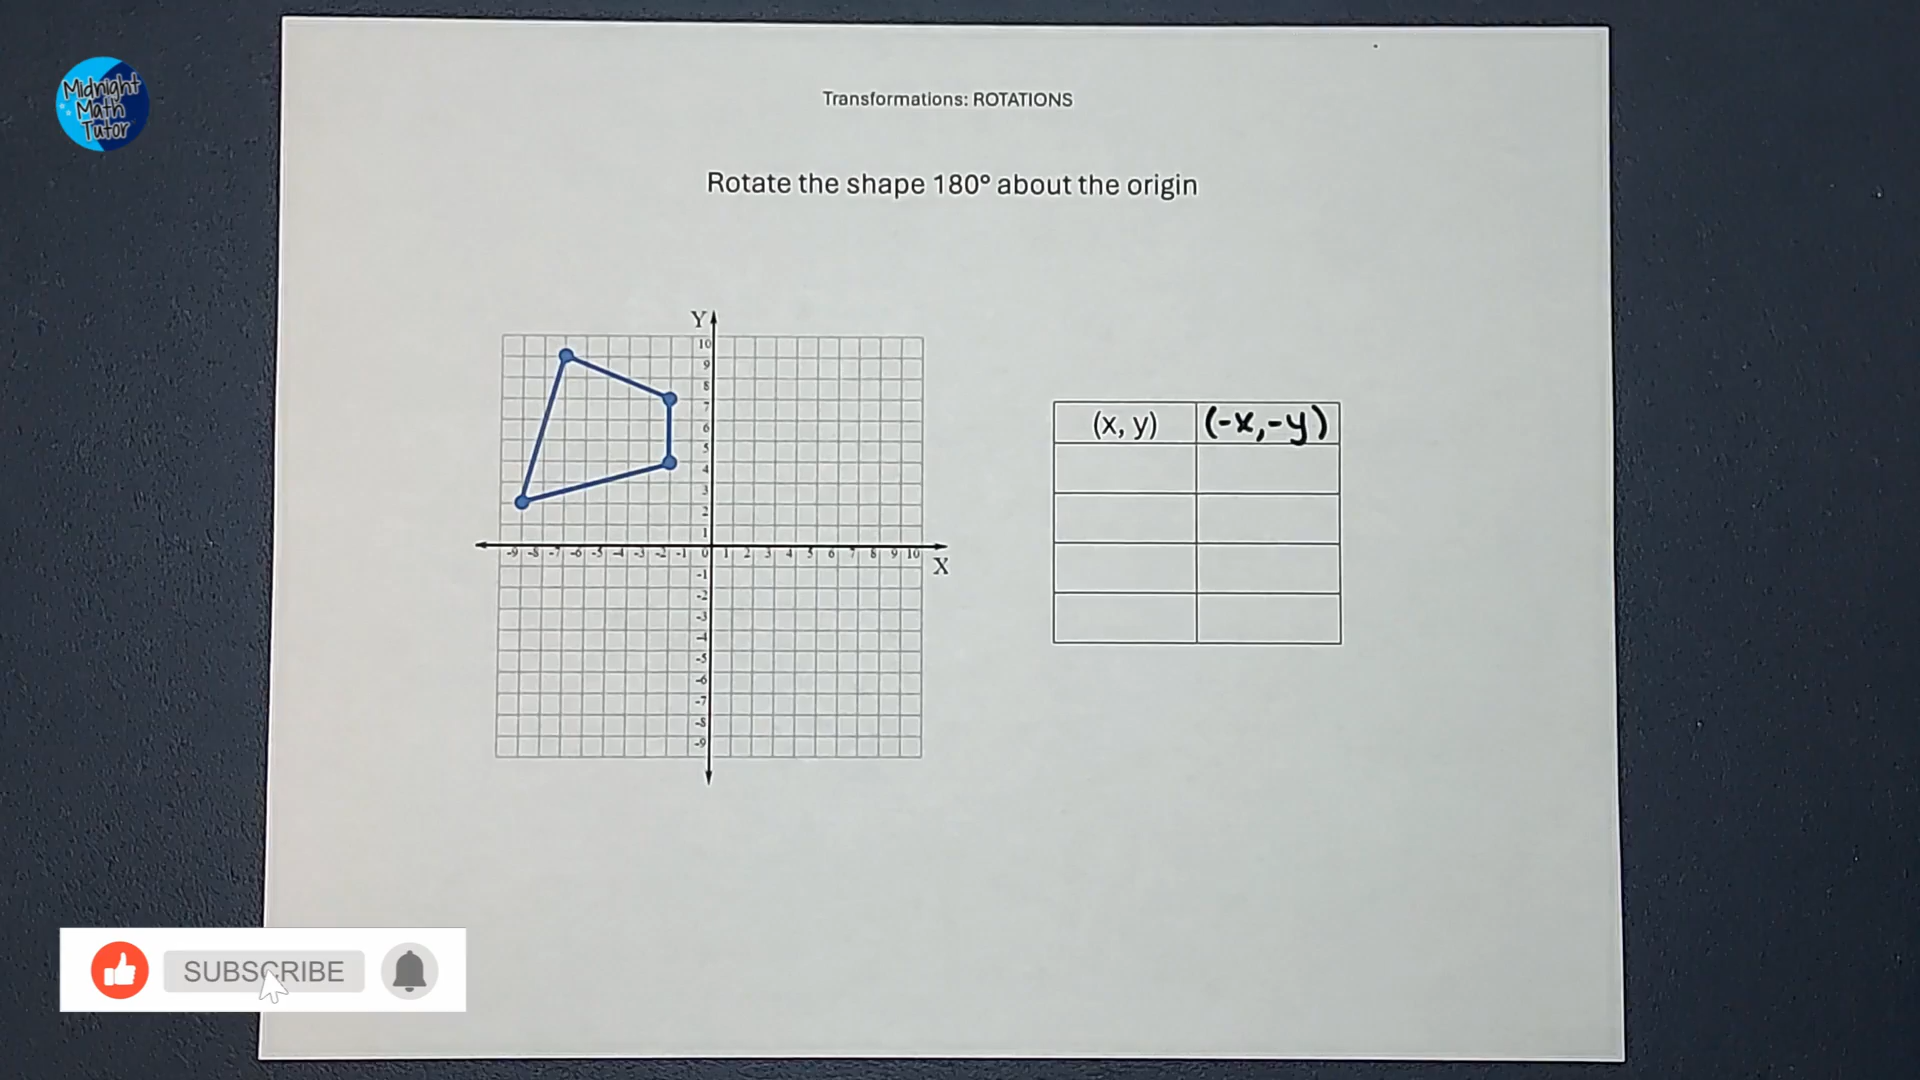 Midnight
Math
Tutor
Transformations: ROTATIONS
Rotate the shape 180° about the origin
Y
10
9
8
7
6
5
4
3
2
1
-9 -8 -7 -6 -5 -4 -3 -2 -1 0 1 2 3 4 5 6 7 8 9 10
X
-1
-2
-3
-4
-5
-6
-7
-8
-9
(x, y) (-x,-y)
SUBSCRIBE